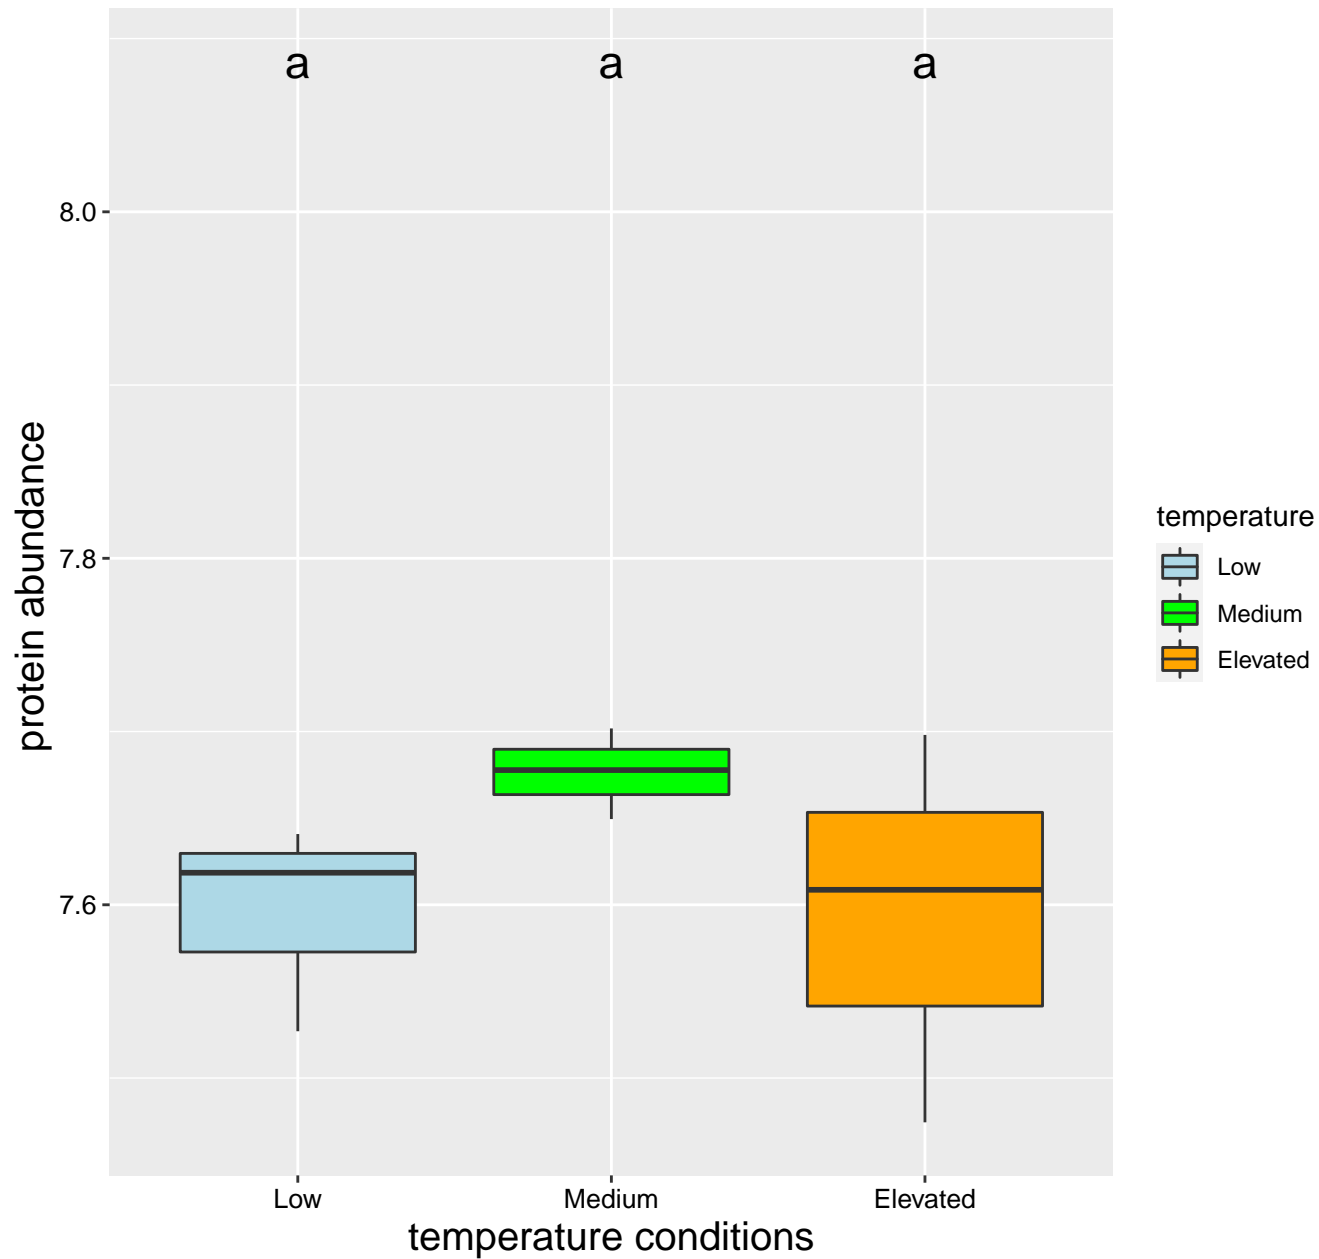 a a a
8.0
7.8
7.6
protein abundance
Low Medium Elevated
temperature conditions
temperature
Low
Medium
Elevated